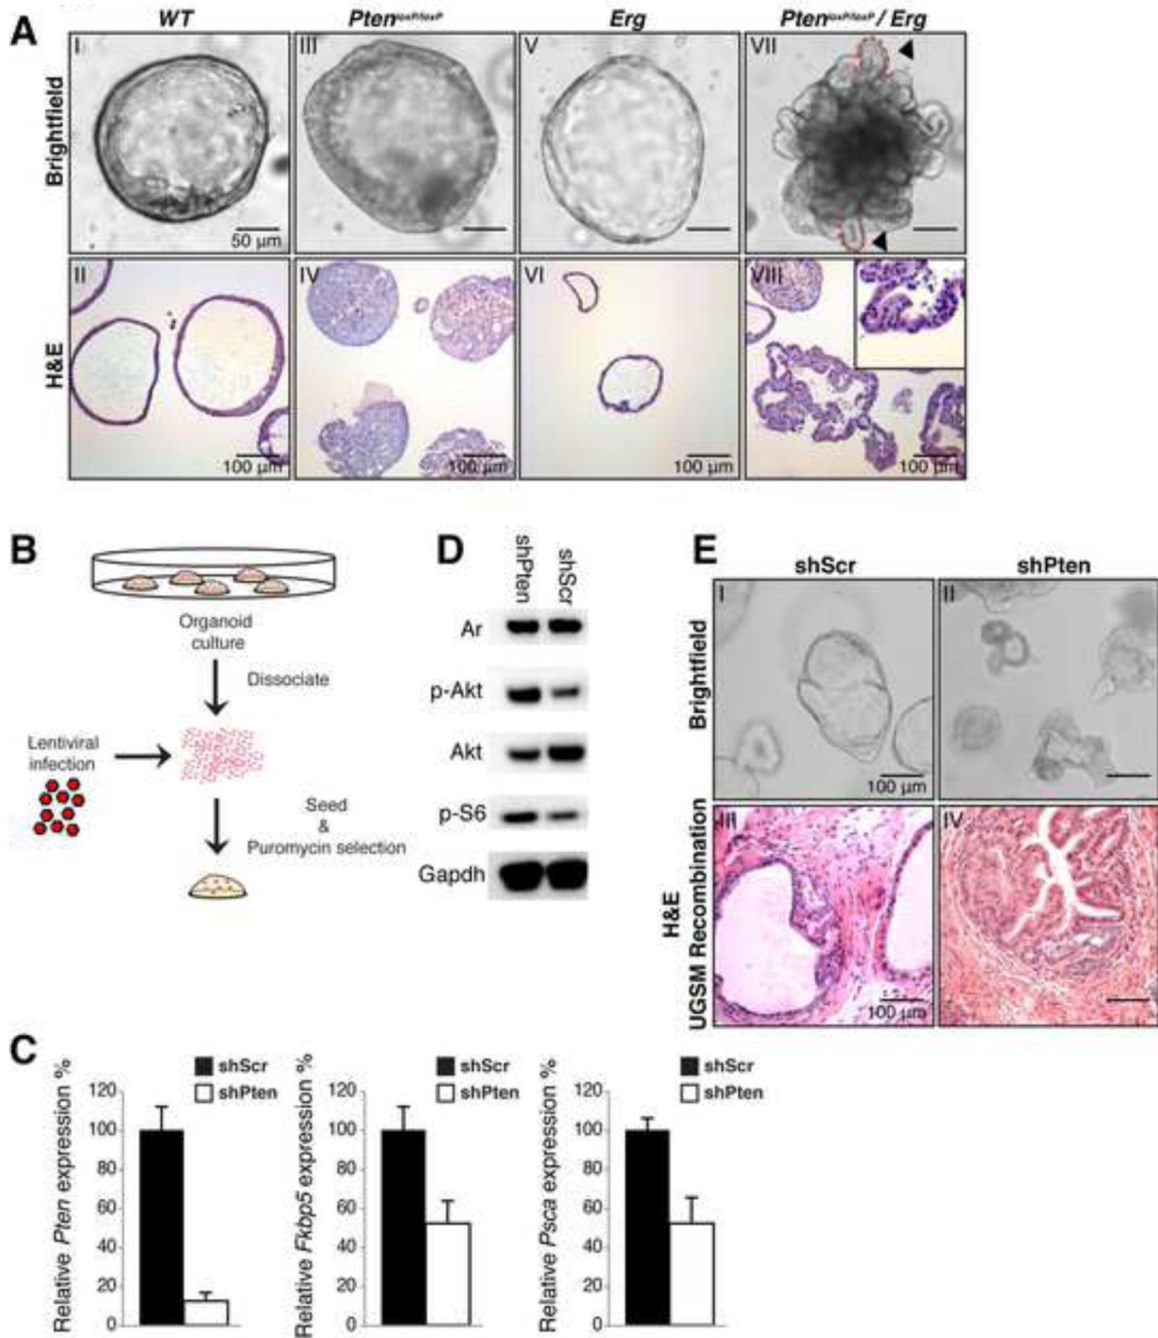 A
WT
Pten loxP/loxP
Erg
Pten loxP/loxP / Erg
Brightfield
I
III
V
VII
50 µm
H&E
II
IV
VI
VIII
100 µm
100 µm
100 µm
100 µm
B
Organoid
culture
Dissociate
Lentiviral
infection
Seed
&
Puromycin selection
D
shPten
shScr
Ar
p-Akt
Akt
p-S6
Gapdh
E
shScr
shPten
Brightfield
I
II
100 µm
H&E
UGSM Recombination
III
IV
100 µm
C
Relative Pten expression %
shScr
shPten
120
100
80
60
40
20
0
Relative Fkbp5 expression %
shScr
shPten
120
100
80
60
40
20
0
Relative Psca expression %
shScr
shPten
120
100
80
60
40
20
0